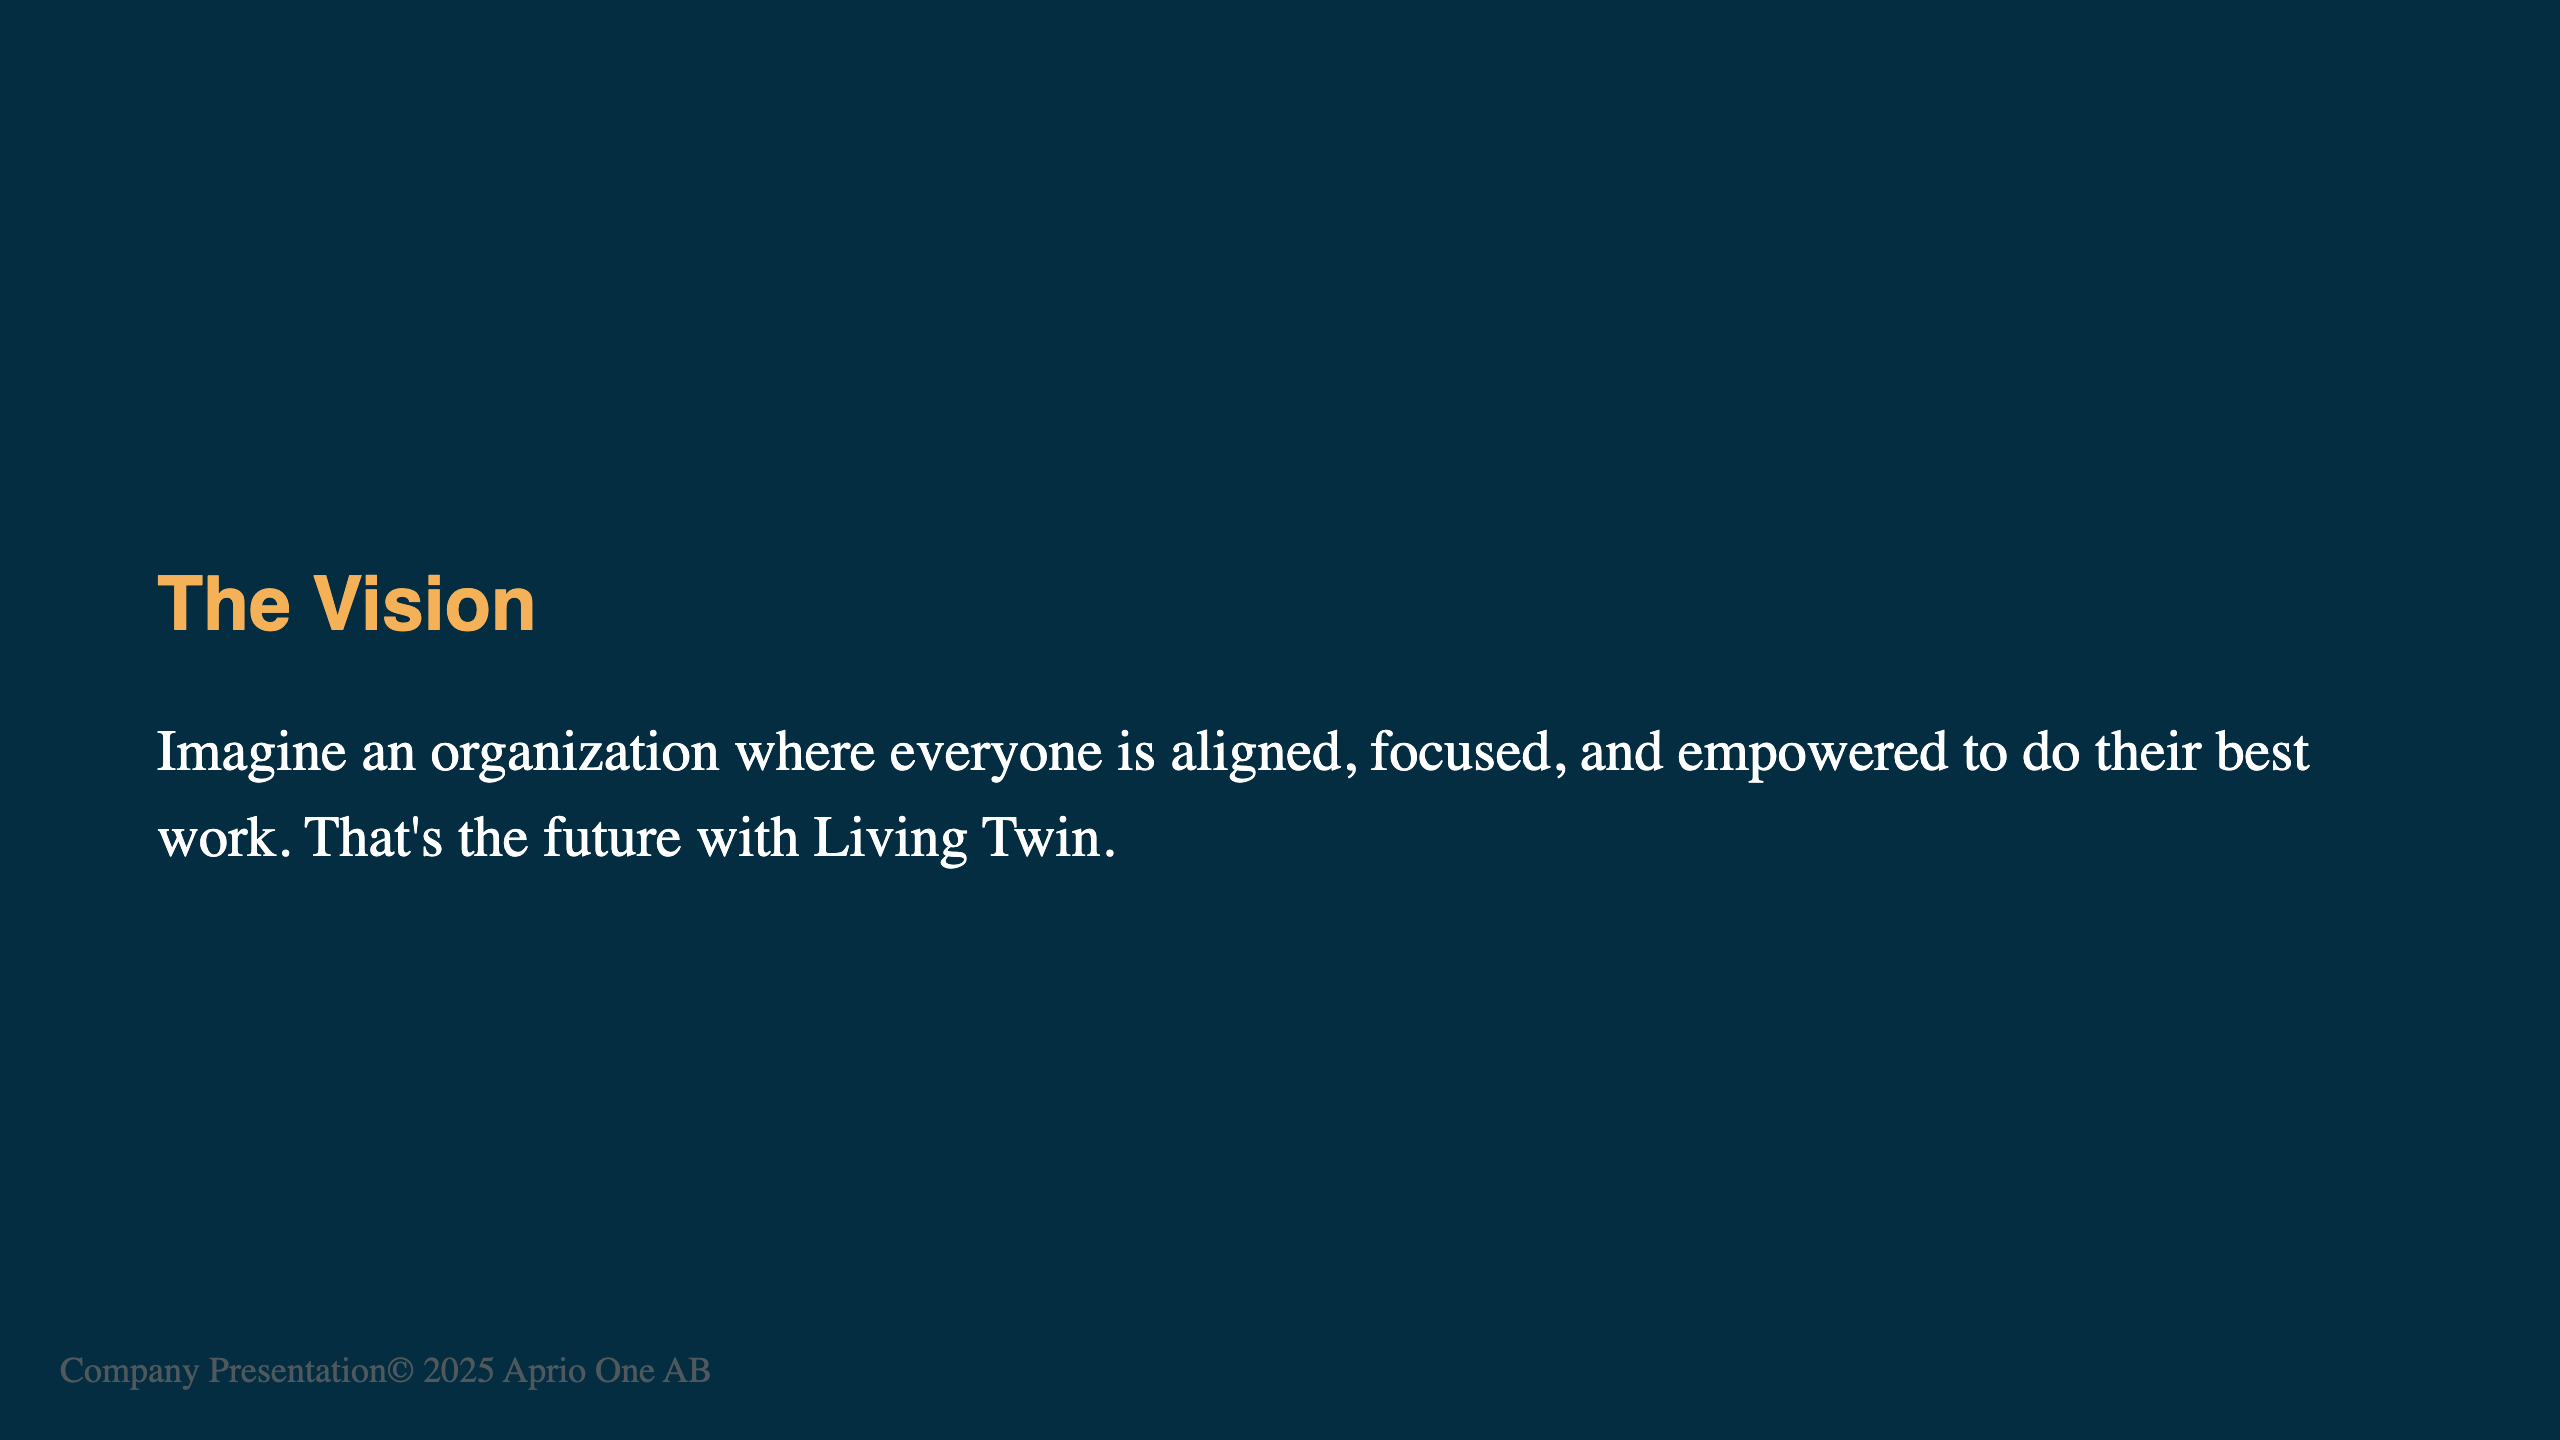 The Vision
Imagine an organization where everyone is aligned, focused, and empowered to do their best
work. That's the future with Living Twin.
Company Presentation© 2025 Aprio One AB